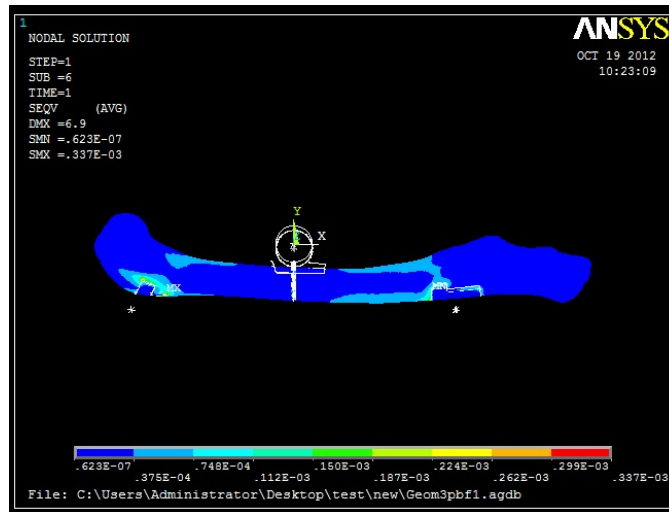 1
NODAL SOLUTION
ANSYS
OCT 19 2012
10:23:09
STEP=1
SUB =6
TIME=1
SEQV (AVG)
DMX =6.9
SMN =.623E-07
SMX =.337E-03
Y
X
MX
.623E-07 .748E-04 .150E-03 .224E-03 .299E-03
.375E-04 .112E-03 .187E-03 .262E-03 .337E-03
File: C:\Users\Administrator\Desktop\test\new\Geom3pbf1.agdb